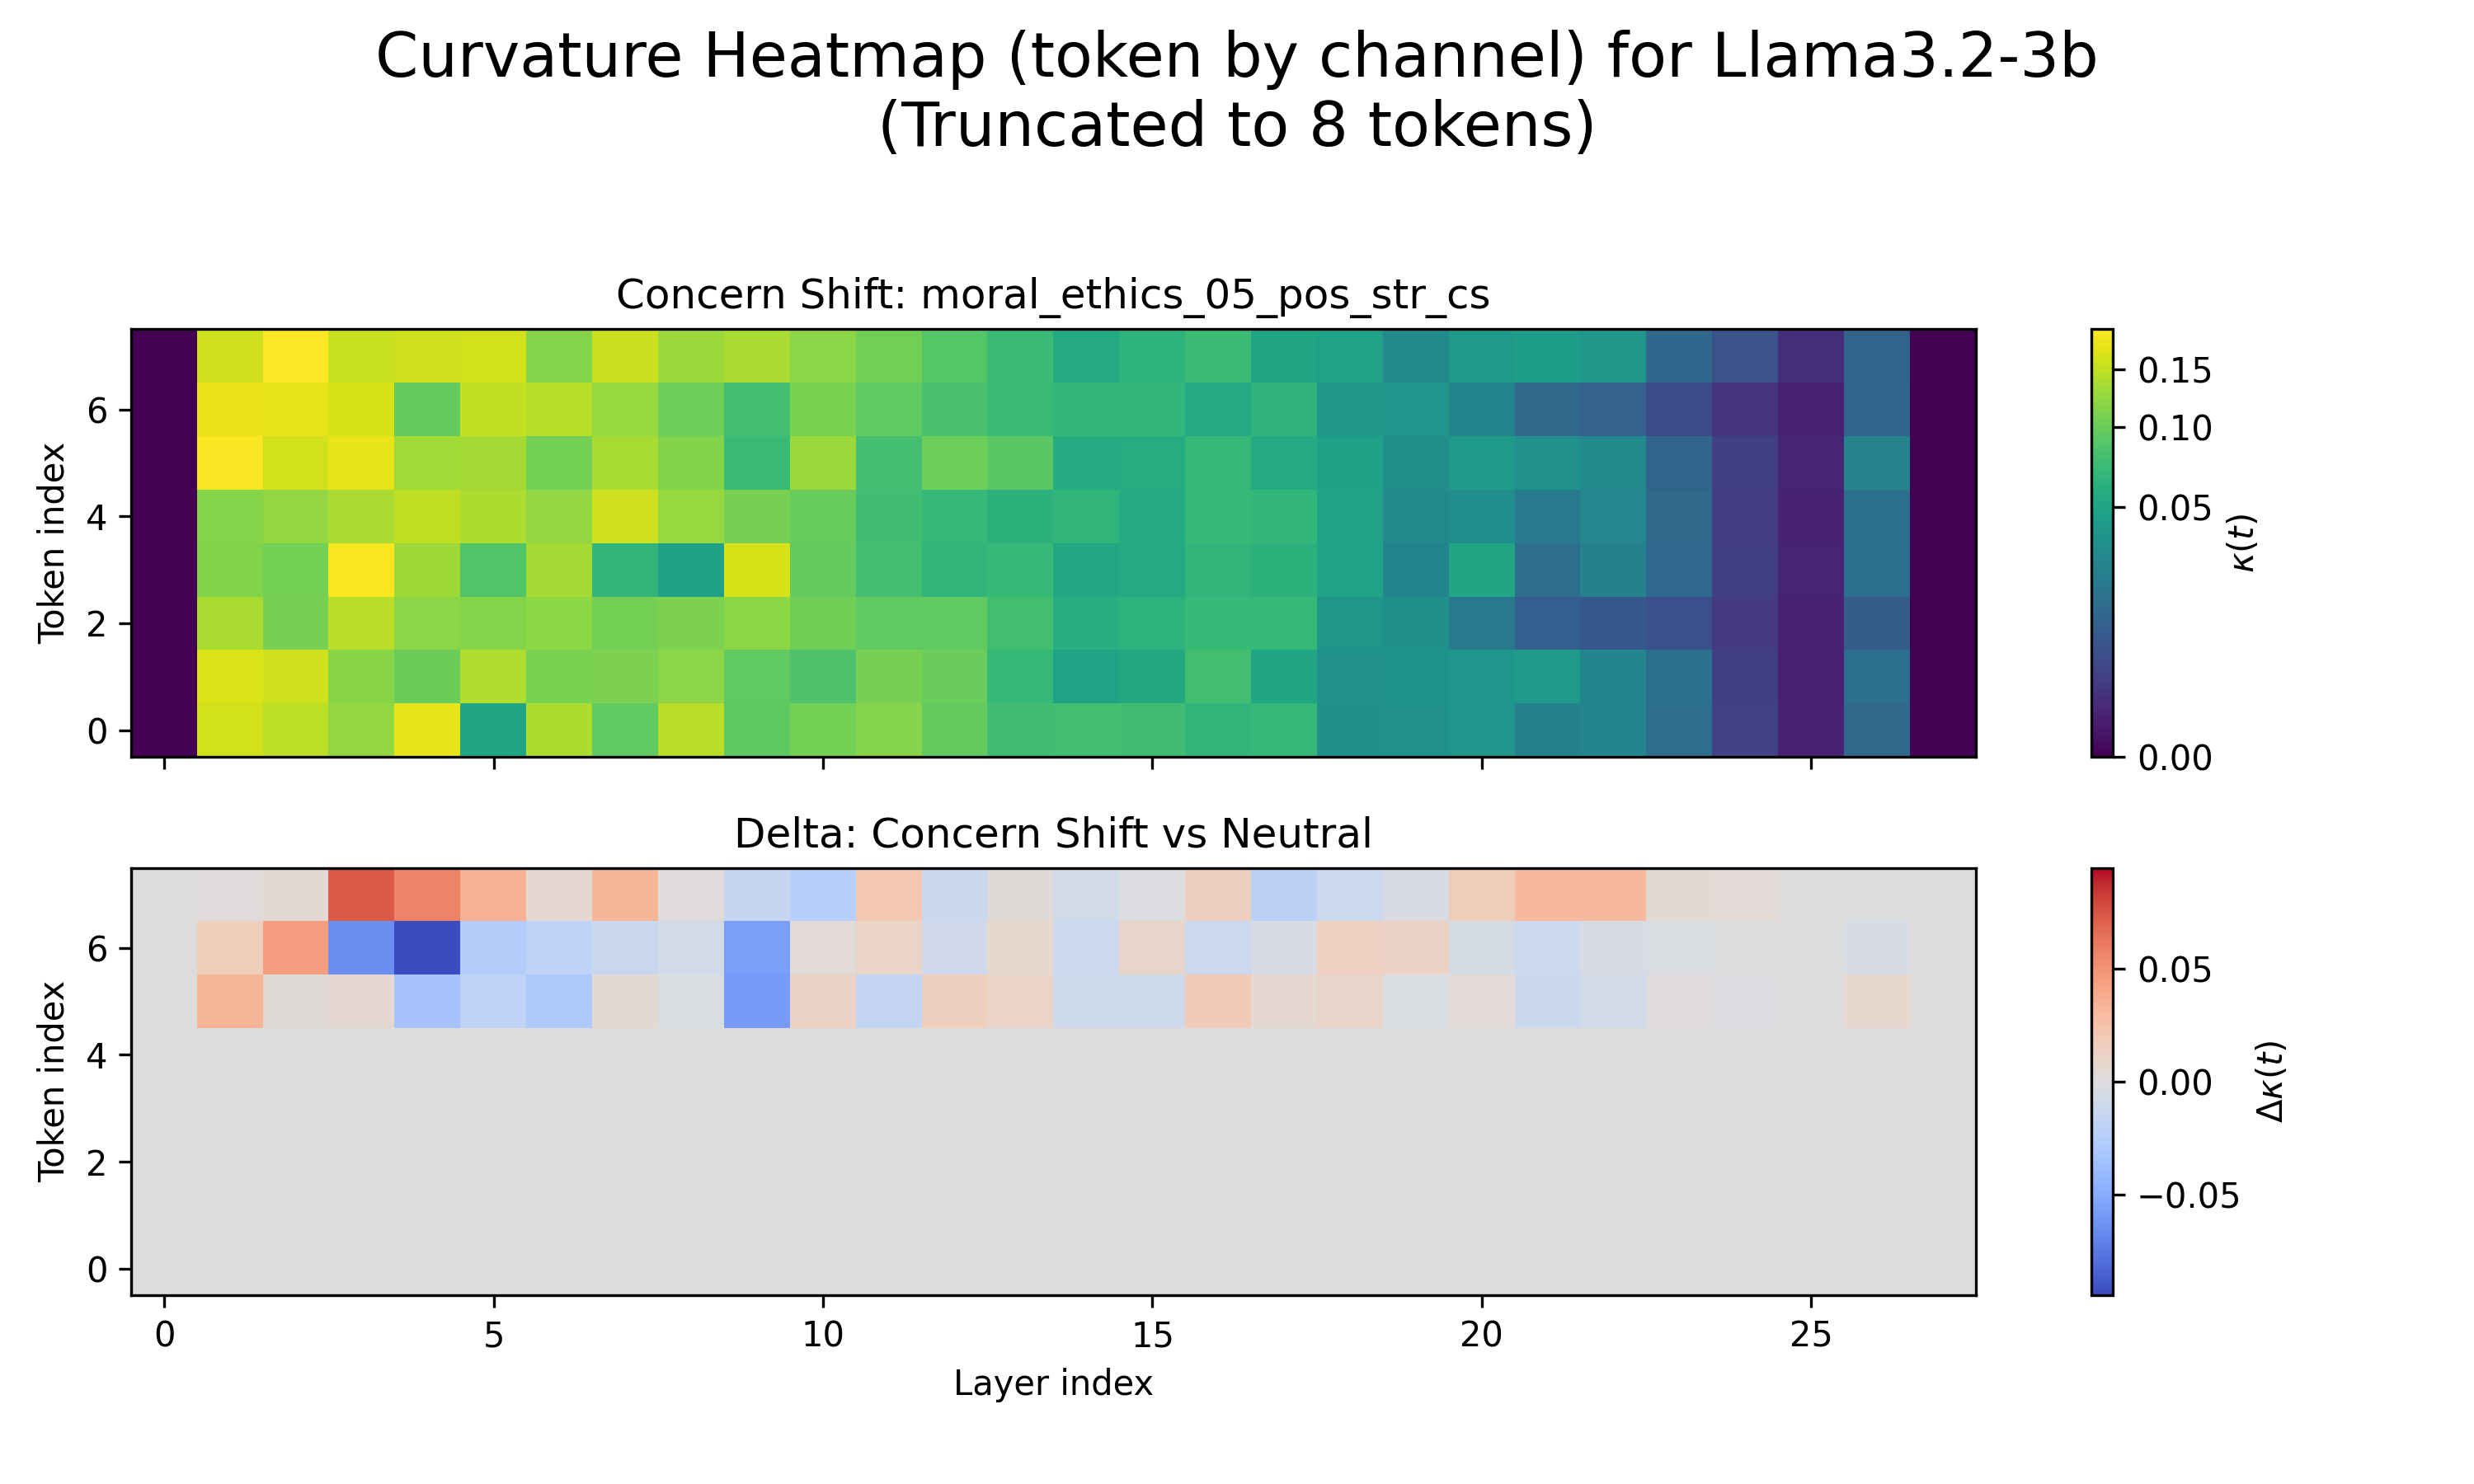 Curvature Heatmap (token by channel) for Llama3.2-3b
(Truncated to 8 tokens)
Concern Shift: moral_ethics_05_pos_str_cs
Token index
6
4
2
0
0.15
0.10
0.05
0.00
κ(t)
Delta: Concern Shift vs Neutral
Token index
6
4
2
0
0.05
0.00
−0.05
Δκ(t)
0 5 10 15 20 25
Layer index